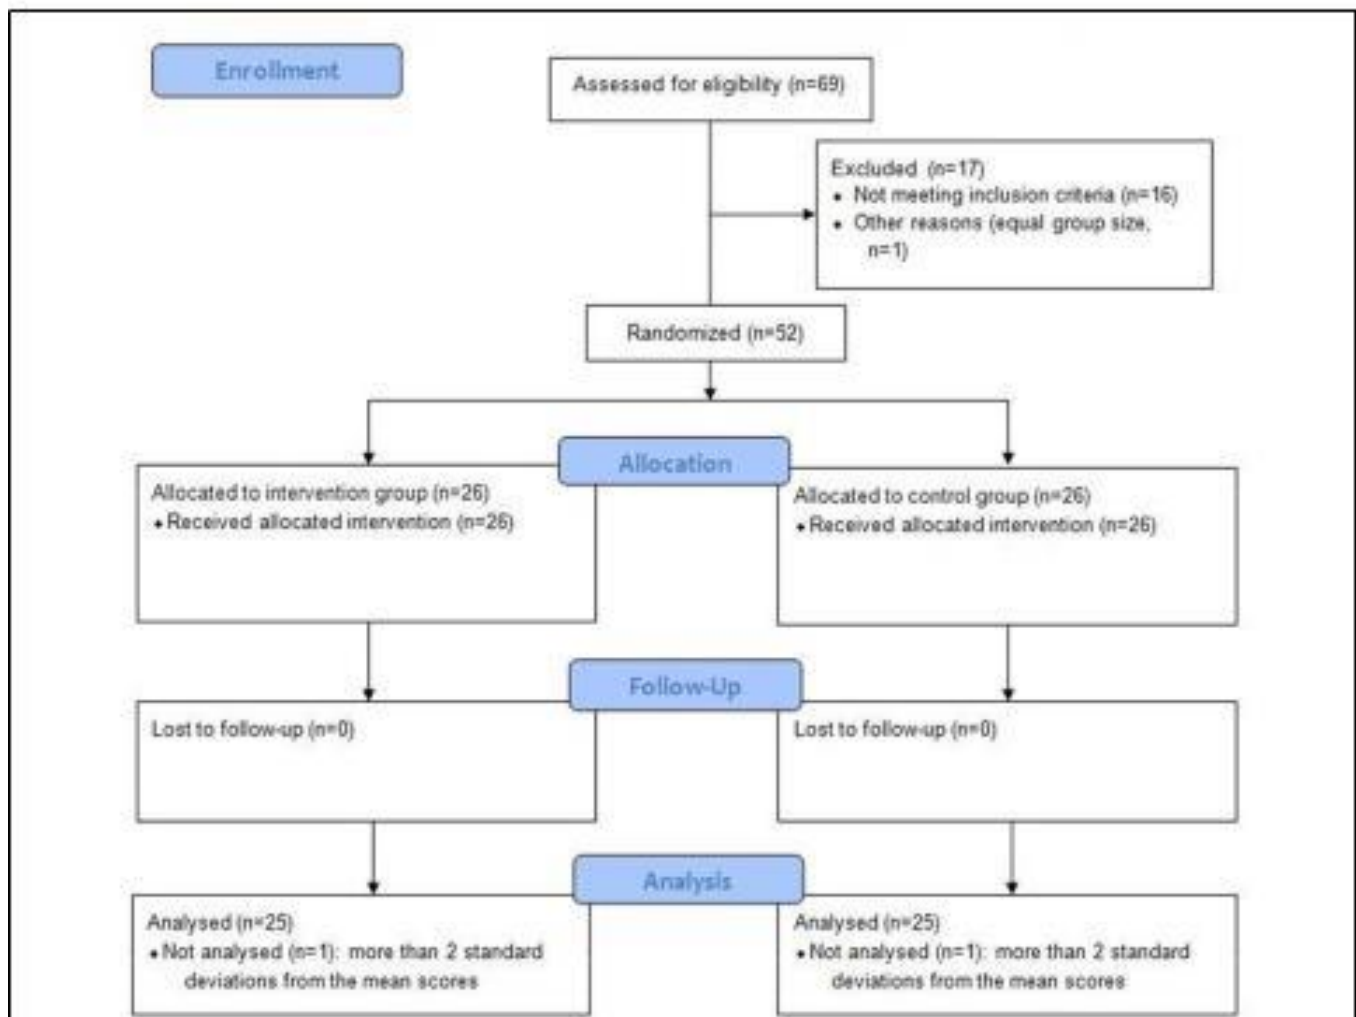 Enrollment
Assessed for eligibility (n=69)
Excluded (n=17)
• Not meeting inclusion criteria (n=16)
• Other reasons (equal group size,
n=1)
Randomized (n=52)
Allocation
Allocated to intervention group (n=26)
• Received allocated intervention (n=26)
Allocated to control group (n=26)
• Received allocated intervention (n=26)
Follow-Up
Lost to follow-up (n=0)
Lost to follow-up (n=0)
Analysis
Analysed (n=25)
• Not analysed (n=1): more than 2 standard
deviations from the mean scores
Analysed (n=25)
• Not analysed (n=1): more than 2 standard
deviations from the mean scores